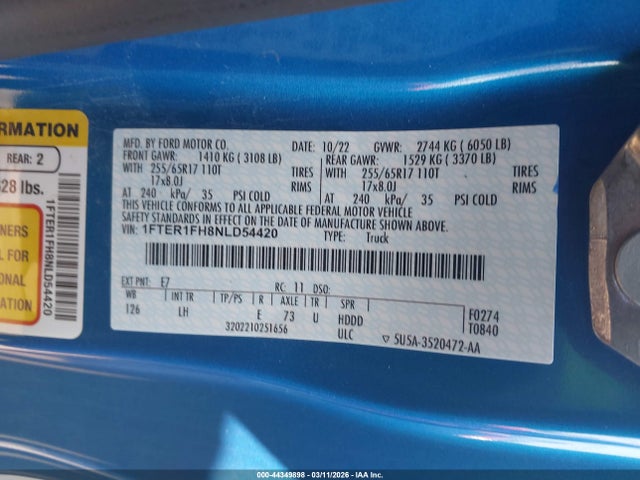 RMATION
REAR: 2
628 lbs.
NERS
L FOR
ONAL
ATION
1FTER1FH8NLD54420
MFD. BY FORD MOTOR CO.
DATE: 10/22 GVWR: 2744 KG ( 6050 LB)
FRONT GAWR: 1410 KG ( 3108 LB)
REAR GAWR: 1529 KG ( 3370 LB)
WITH 255/65R17 110T TIRES
WITH 255/65R17 110T TIRES
17x8.0J RIMS
17x8.0J RIMS
AT 240 kPa/ 35 PSI COLD
AT 240 kPa/ 35 PSI COLD
THIS VEHICLE CONFORMS TO ALL APPLICABLE FEDERAL MOTOR VEHICLE
SAFETY STANDARDS IN EFFECT ON THE DATE OF MANUFACTURE SHOWN ABOVE.
VIN: 1FTER1FH8NLD54420
TYPE: Truck
EXT PNT: E7 RC: 11 DSO:
WB INT TR TP/PS R AXLE TR SPR
126 LH E 73 U HDDD
F0274
3202210251656 ULC
T0840
▽ 5U5A-3520472-AA
000-44349898 - 03/11/2026 - IAA Inc.